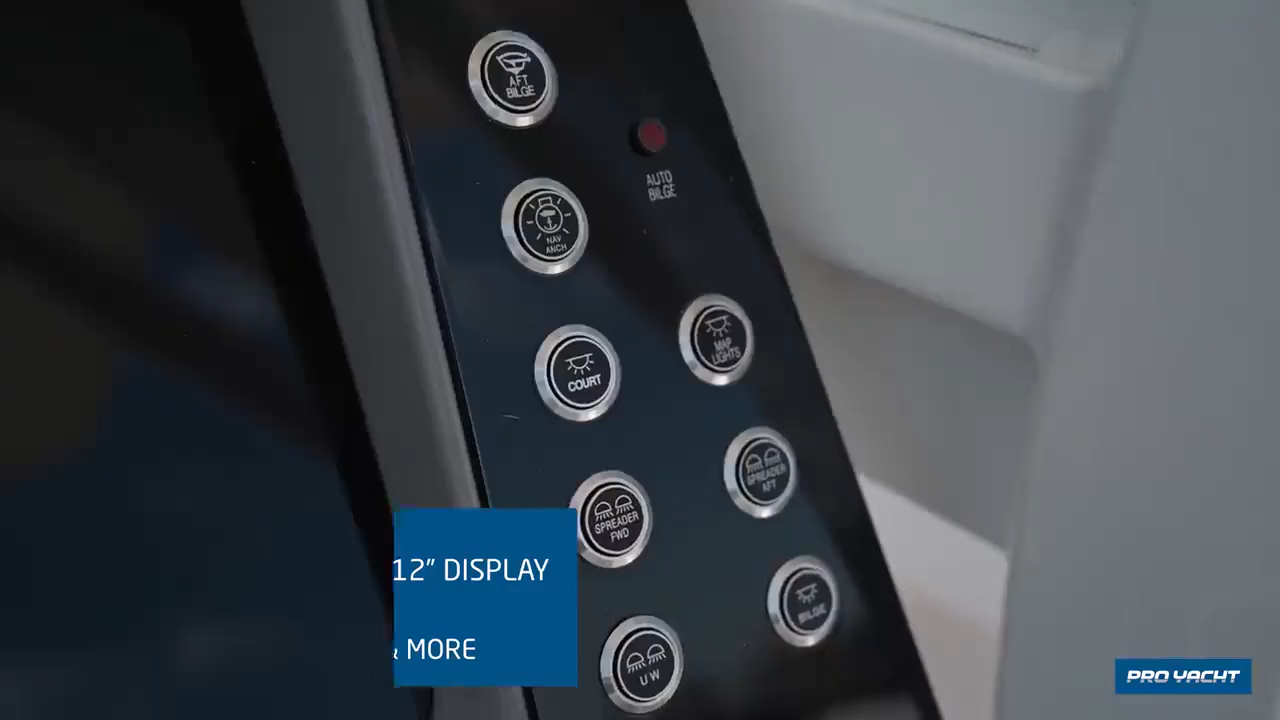 AFT
BILGE
AUTO
BILGE
NAV
ANCH
MAP
LIGHTS
COURT
SPREADER
AFT
SPREADER
FWD
BILGE
UW
12” DISPLAY
& MORE
PRO YACHT